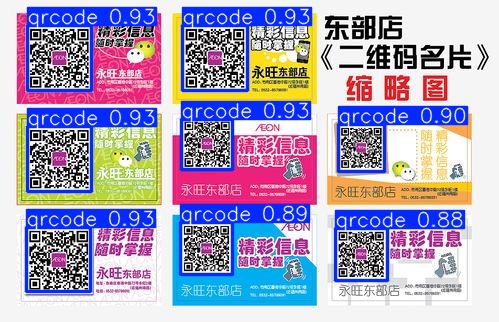 东部店
《二维码名片》
缩略图
qrcode 0.93
精彩信息
随时掌握
永旺东部店
qrcode 0.93
精彩信息
随时掌握
永旺东部店
qrcode 0.93
精彩信息
随时掌握
永旺东部店
qrcode 0.93
AEON
精彩信息
随时掌握
永旺东部店
qrcode 0.90
精彩信息
随时掌握
永旺东部店
qrcode 0.93
精彩信息
随时掌握
永旺东部店
qrcode 0.89
AEON
精彩信息
随时掌握
永旺东部店
qrcode 0.88
精彩信息
随时掌握
永旺东部店